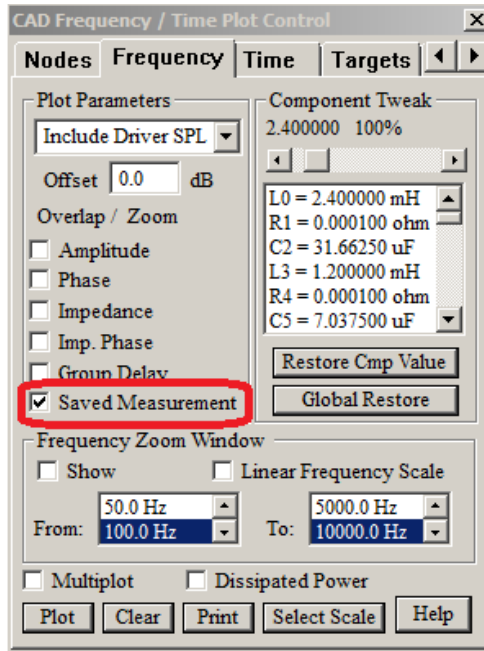 CAD Frequency / Time Plot Control
Nodes Frequency Time Targets
Plot Parameters
Include Driver SPL
Offset 0.0 dB
Overlap / Zoom
Amplitude
Phase
Impedance
Imp. Phase
Group Delay
Saved Measurement
Component Tweak
2.400000 100%
L0 = 2.400000 mH
R1 = 0.000100 ohm
C2 = 31.66250 uF
L3 = 1.200000 mH
R4 = 0.000100 ohm
C5 = 7.037500 uF
Restore Cmp Value
Global Restore
Frequency Zoom Window
Show Linear Frequency Scale
50.0 Hz 5000.0 Hz
From: 100.0 Hz To: 10000.0 Hz
Multiplot Dissipated Power
Plot Clear Print Select Scale Help